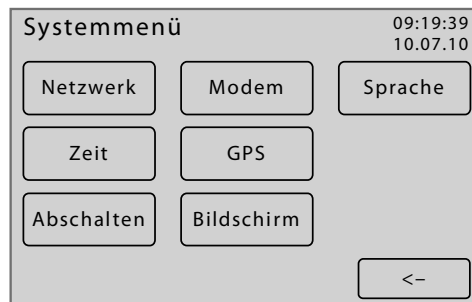 Systemmenü
09:19:39
10.07.10
Netzwerk
Modem
Sprache
Zeit
GPS
Abschalten
Bildschirm
<–